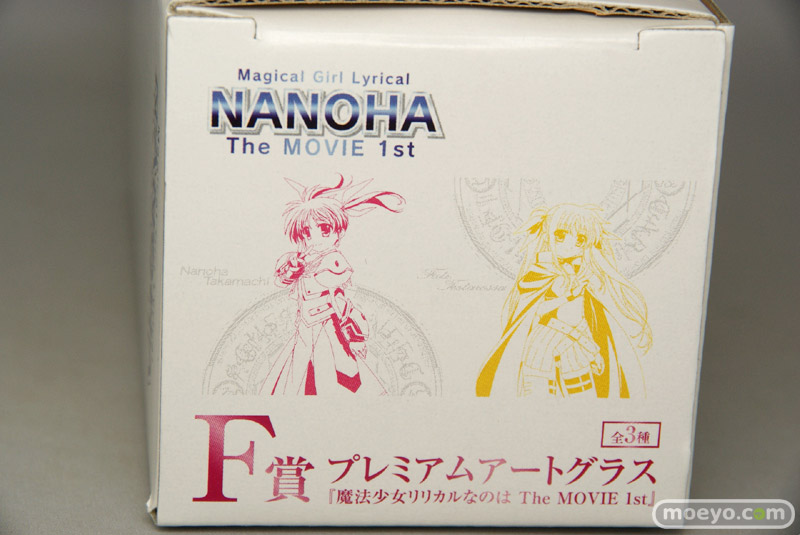 Magical Girl Lyrical
NANOHA
The MOVIE 1st
Nanoha
Takamachi
Fate
Testarossa
全3種
F賞 プレミアムアートグラス
『魔法少女リリカルなのは The MOVIE 1st』
moeyo.com